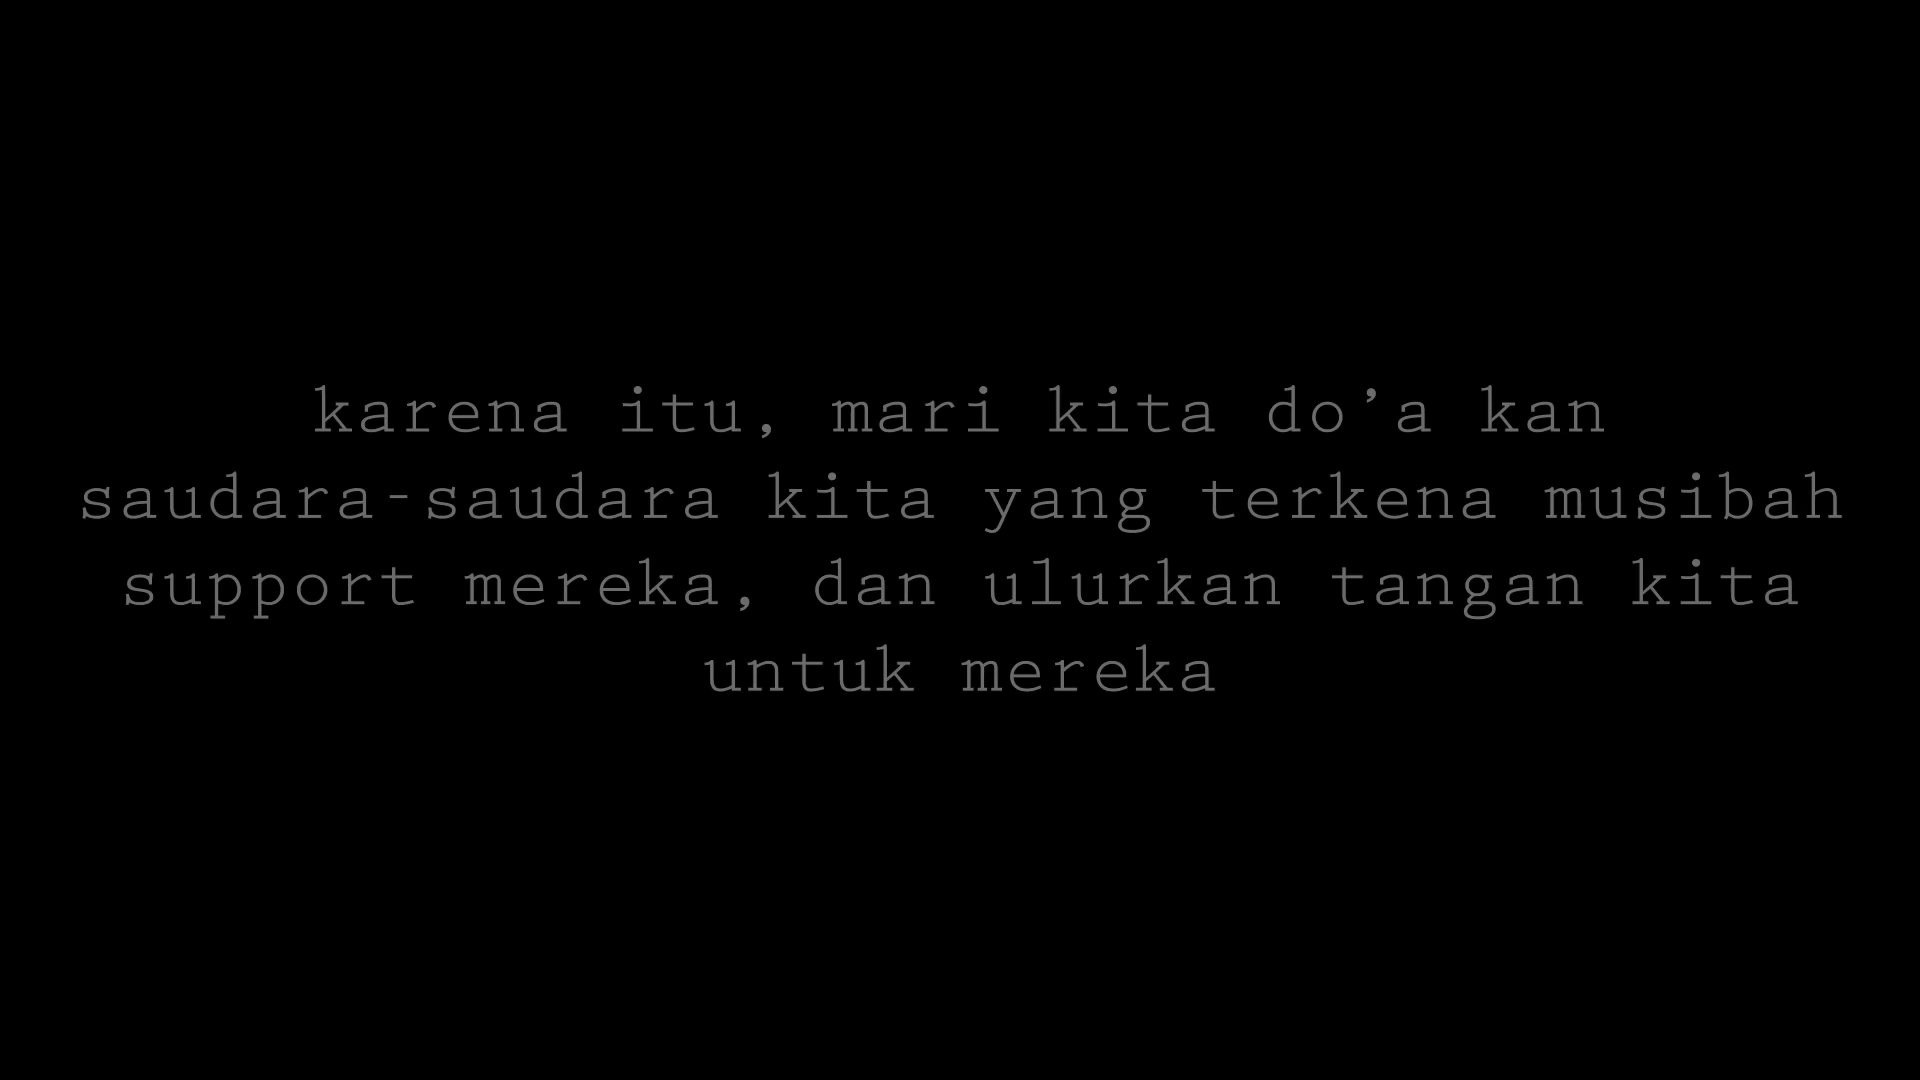 karena itu, mari kita do’a kan
saudara-saudara kita yang terkena musibah
support mereka, dan ulurkan tangan kita
untuk mereka